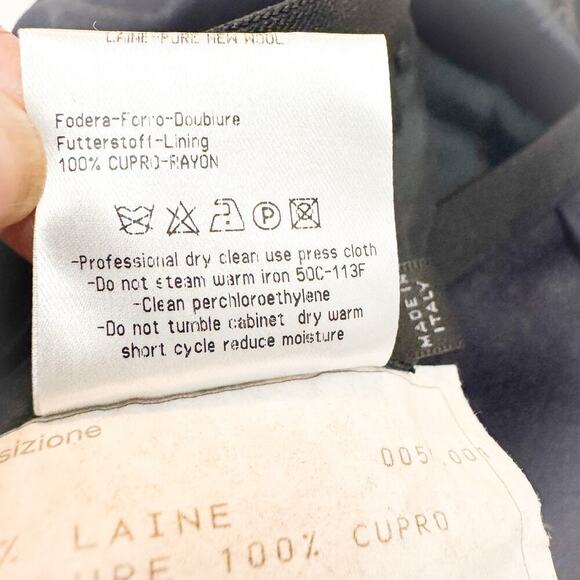 LAINE-PURE NEW WOOL
Fodera-Forro-Doublure
Futterstoff-Lining
100% CUPRO-RAYON
P
-Professional dry clean use press cloth
-Do not steam warm iron 50C-113F
-Clean perchloroethylene
-Do not tumble cabinet dry warm
short cycle reduce moisture
MADE IN
ITALY
sizione
% LAINE
URE 100% CUPRO